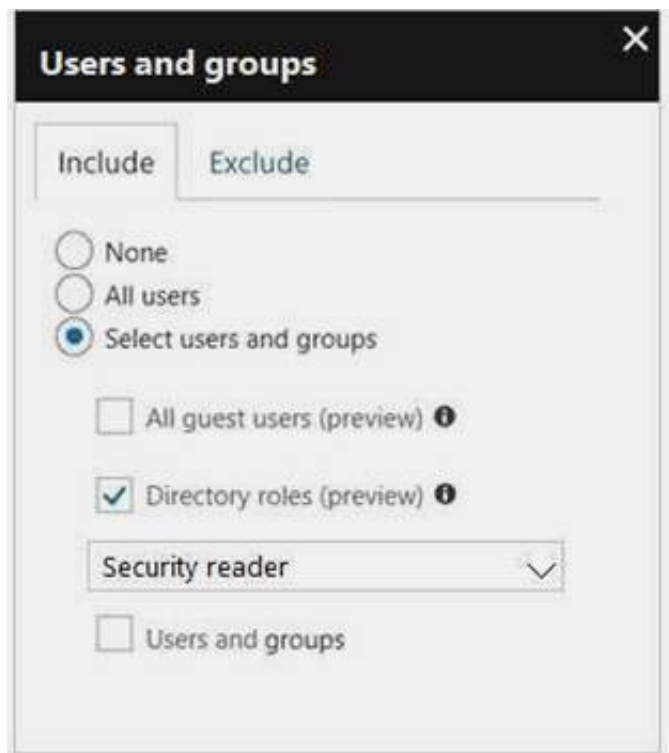 Users and groups
Include Exclude
None
All users
Select users and groups
All guest users (preview)
Directory roles (preview)
Security reader
Users and groups